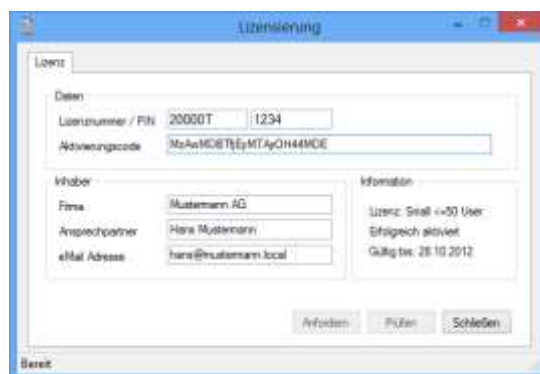 Lizensierung
Lizenz
Daten
Lizenznummer / PIN 20000T 1234
Aktivierungscode
Inhaber
Firma Mustermann AG
Ansprechpartner Hans Mustermann
eMail Adresse hans@mustermann.local
Information
Lizenz: Small <=50 User
Erfolgreich aktiviert
Gültig bis: 28.10.2012
Anfordern Prüfen Schließen
Bereit